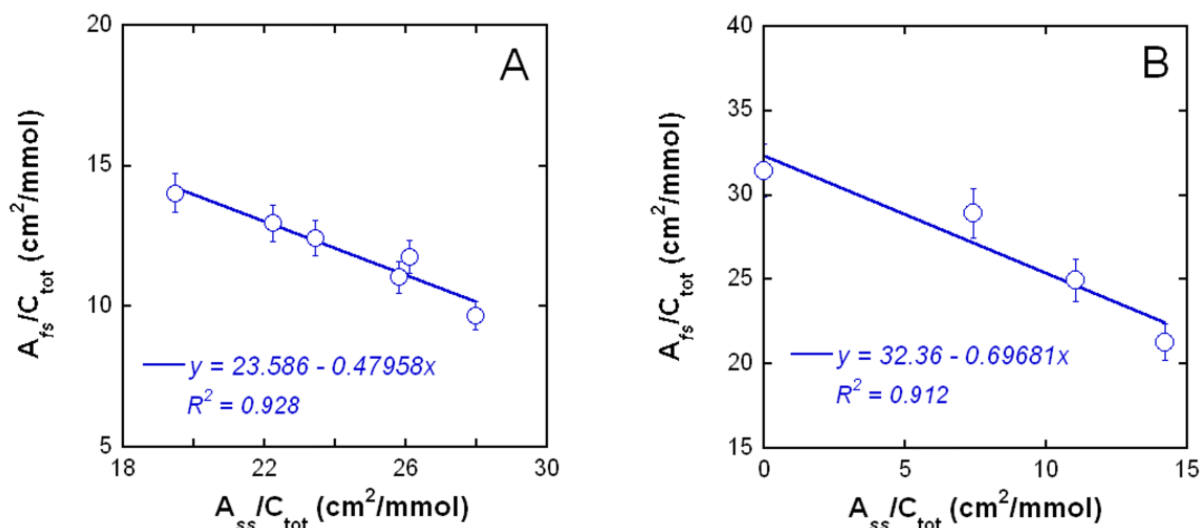 A
20
15
10
5
A_fs/C_tot (cm²/mmol)
y = 23.586 - 0.47958x
R² = 0.928
18 22 26 30
A_ss/C_tot (cm²/mmol)
B
40
35
30
25
20
15
A_fs/C_tot (cm²/mmol)
y = 32.36 - 0.69681x
R² = 0.912
0 5 10 15
A_ss/C_tot (cm²/mmol)